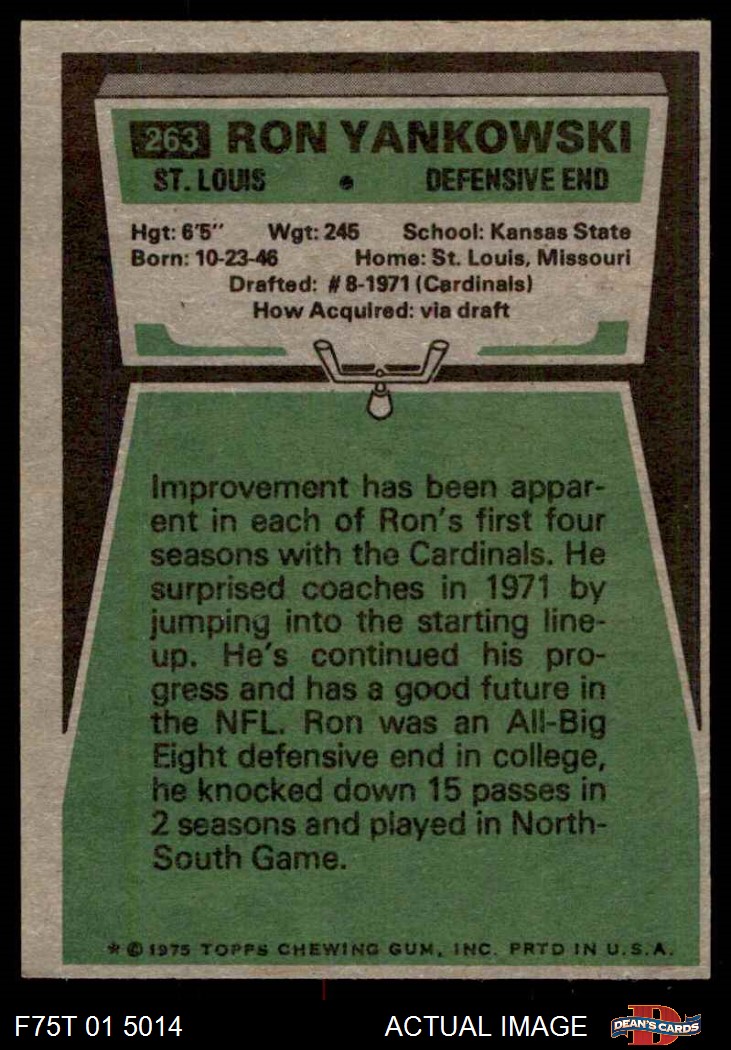 263 RON YANKOWSKI
ST. LOUIS • DEFENSIVE END
Hgt: 6'5" Wgt: 245 School: Kansas State
Born: 10-23-46 Home: St. Louis, Missouri
Drafted: #8-1971 (Cardinals)
How Acquired: via draft
Improvement has been appar-
ent in each of Ron's first four
seasons with the Cardinals. He
surprised coaches in 1971 by
jumping into the starting line-
up. He's continued his pro-
gress and has a good future in
the NFL. Ron was an All-Big
Eight defensive end in college,
he knocked down 15 passes in
2 seasons and played in North-
South Game.
* © 1975 TOPPS CHEWING GUM, INC. PRTD IN U.S.A.
F75T 01 5014 ACTUAL IMAGE D DEAN'S CARDS